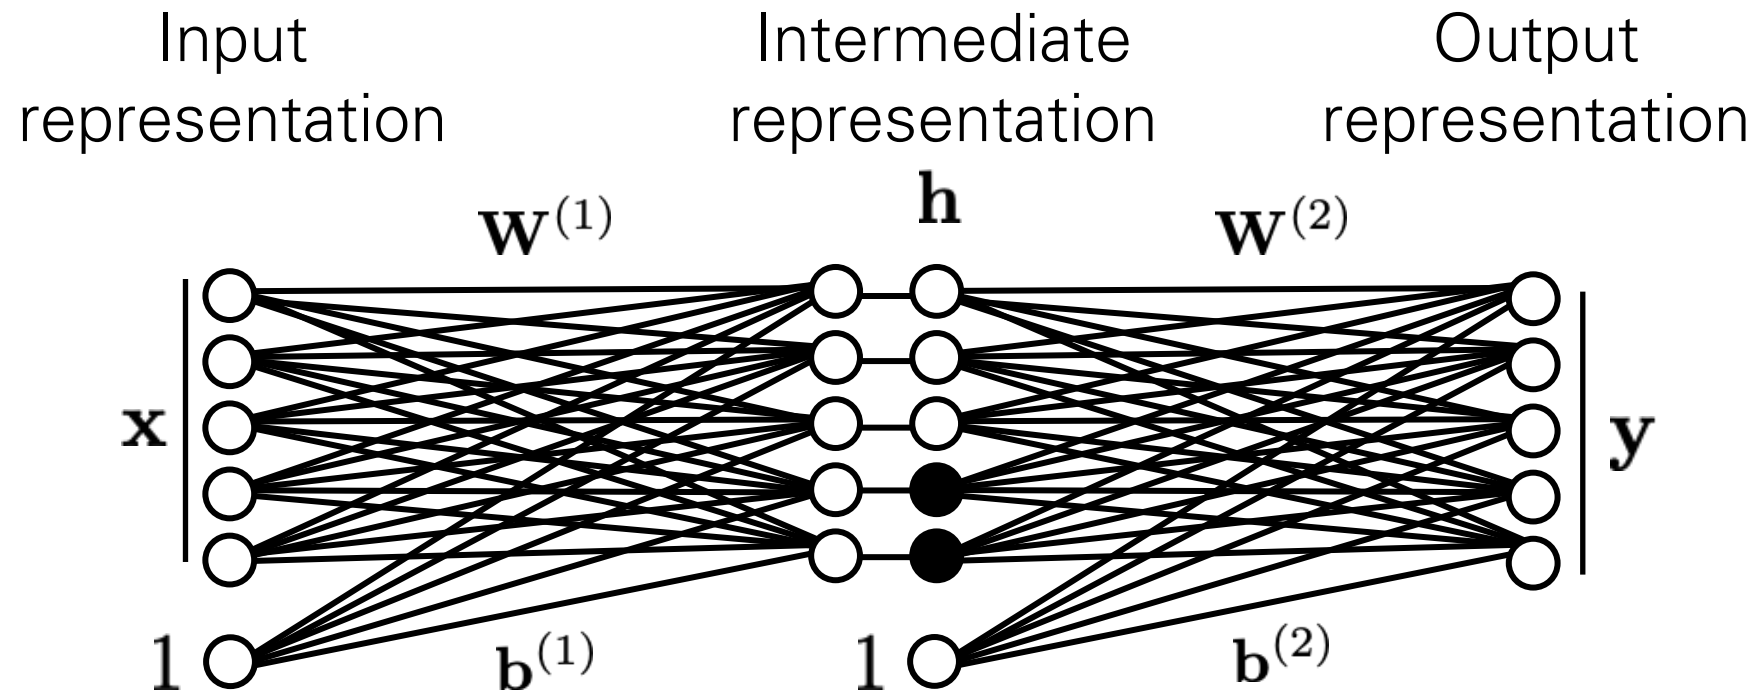 Input
representation
Intermediate
representation
Output
representation
h
W^(1)
W^(2)
x
y
1
b^(1)
1
b^(2)